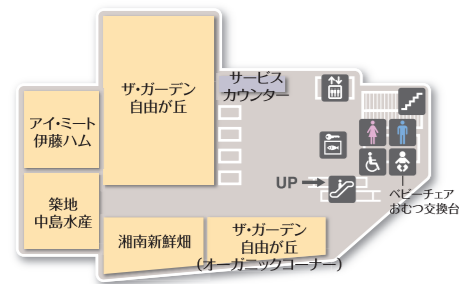 ザ・ガーデン
自由が丘
サービス
カウンター
アイ・ミート
伊藤ハム
築地
中島水産
UP
ベビーチェア
おむつ交換台
湘南新鮮畑
ザ・ガーデン
自由が丘
(オーガニックコーナー)